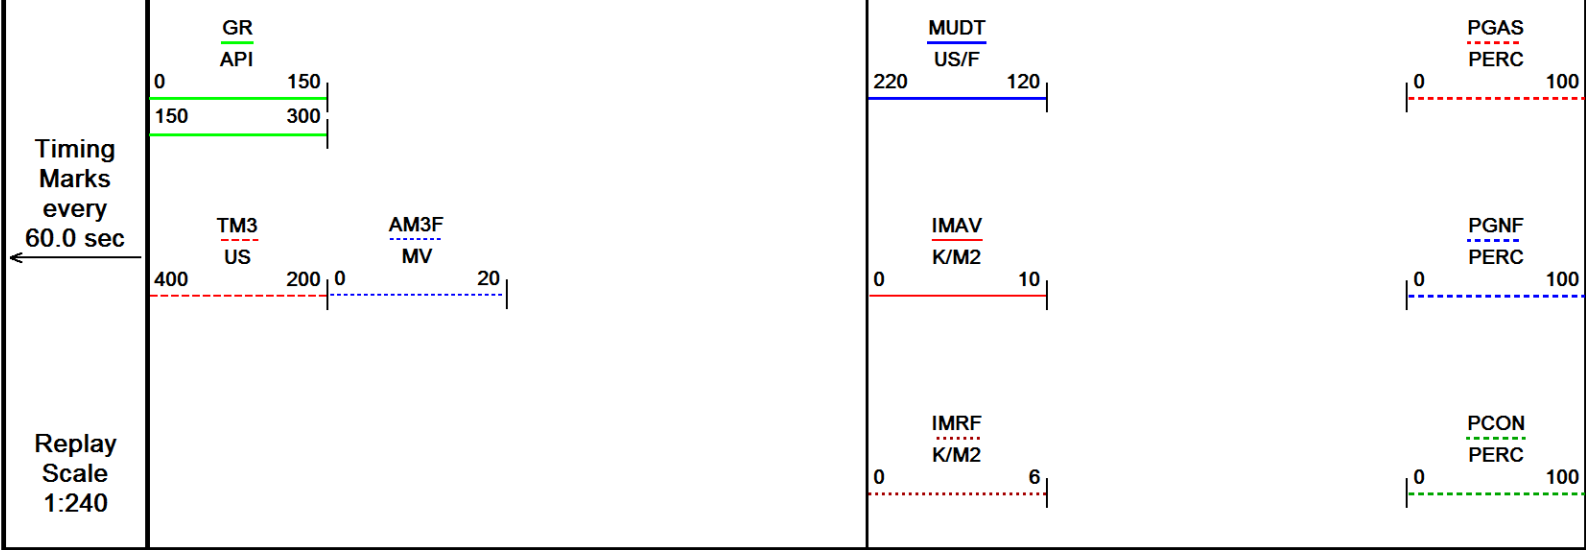 GR
API
0 150
150 300
MUDT
US/F
220 120
PGAS
PERC
0 100
Timing
Marks
every
60.0 sec
TM3
US
400 200
AM3F
MV
0 20
IMAV
K/M2
0 10
PGNF
PERC
0 100
Replay
Scale
1:240
IMRF
K/M2
0 6
PCON
PERC
0 100